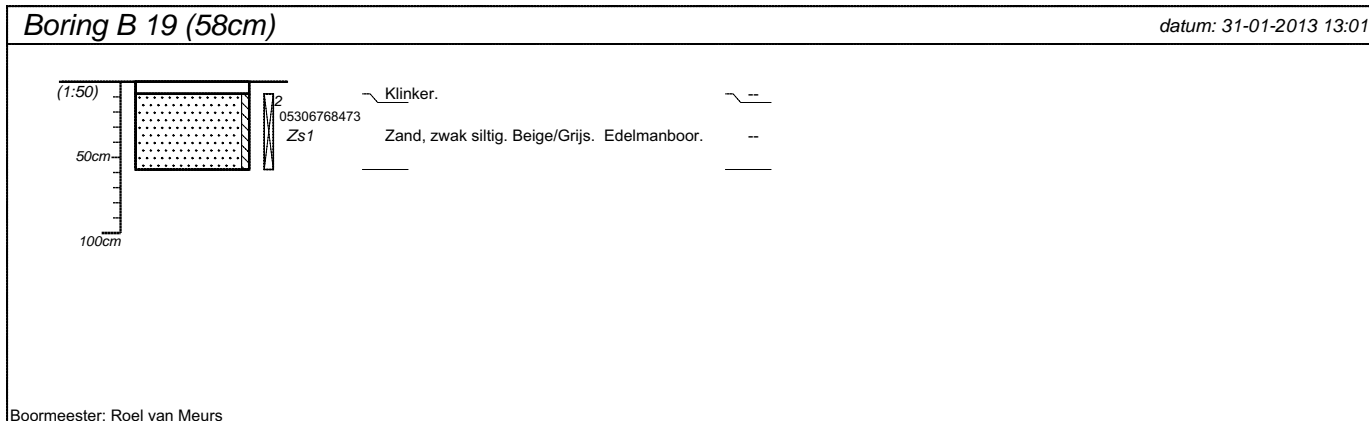 Boring B 19 (58cm)
datum: 31-01-2013 13:01
(1:50)
2
Klinker.
--
05306768473
Zs1
Zand, zwak siltig. Beige/Grijs. Edelmanboor.
--
50cm
100cm
Boormeester: Roel van Meurs